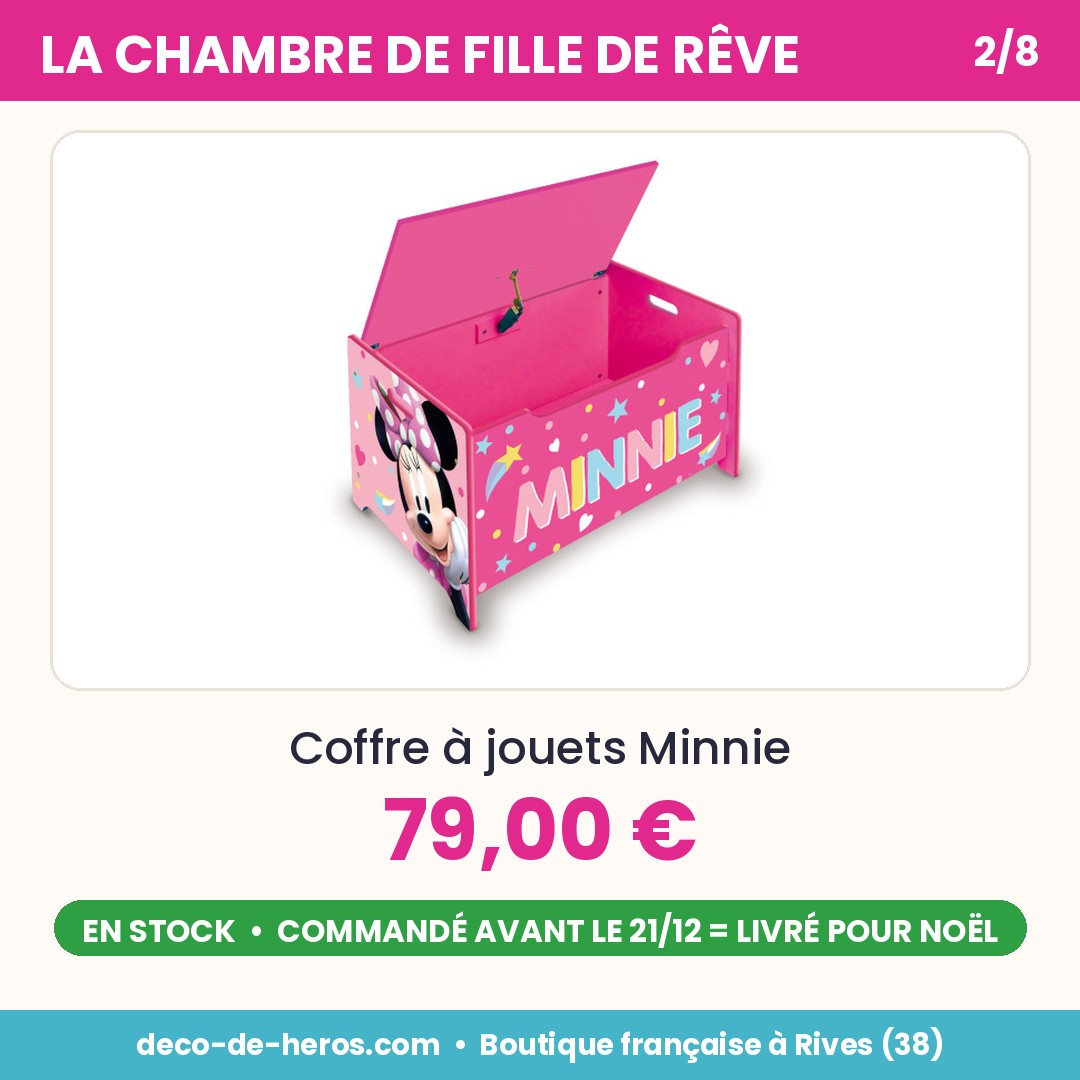 LA CHAMBRE DE FILLE DE RÊVE 2/8
MINNIE
Coffre à jouets Minnie
79,00 €
EN STOCK • COMMANDÉ AVANT LE 21/12 = LIVRÉ POUR NOËL
deco-de-heros.com • Boutique française à Rives (38)